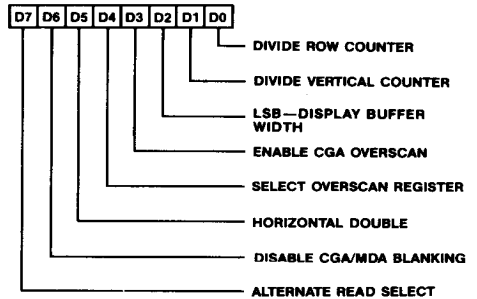 D7 D6 D5 D4 D3 D2 D1 D0
DIVIDE ROW COUNTER
DIVIDE VERTICAL COUNTER
LSB—DISPLAY BUFFER
WIDTH
ENABLE CGA OVERSCAN
SELECT OVERSCAN REGISTER
HORIZONTAL DOUBLE
DISABLE CGA/MDA BLANKING
ALTERNATE READ SELECT